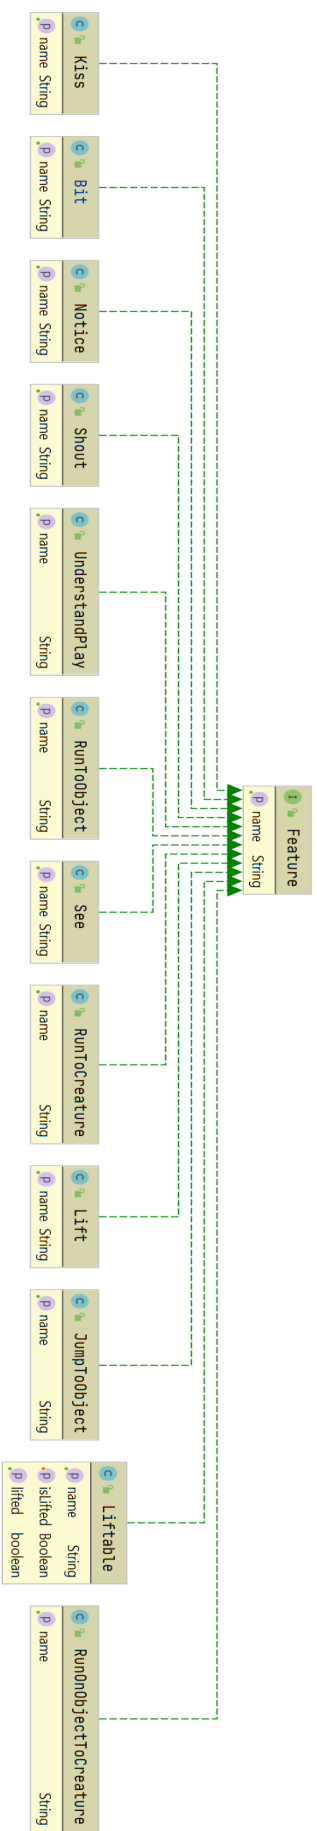 Feature
name String
Kiss
name String
Bit
name String
Notice
name String
Shout
name String
UnderstandPlay
name String
RunToObject
name String
See
name String
RunToCreature
name String
Lift
name String
JumpToObject
name String
Liftable
name String
isLifted Boolean
lifted boolean
RunOnObjectToCreature
name String